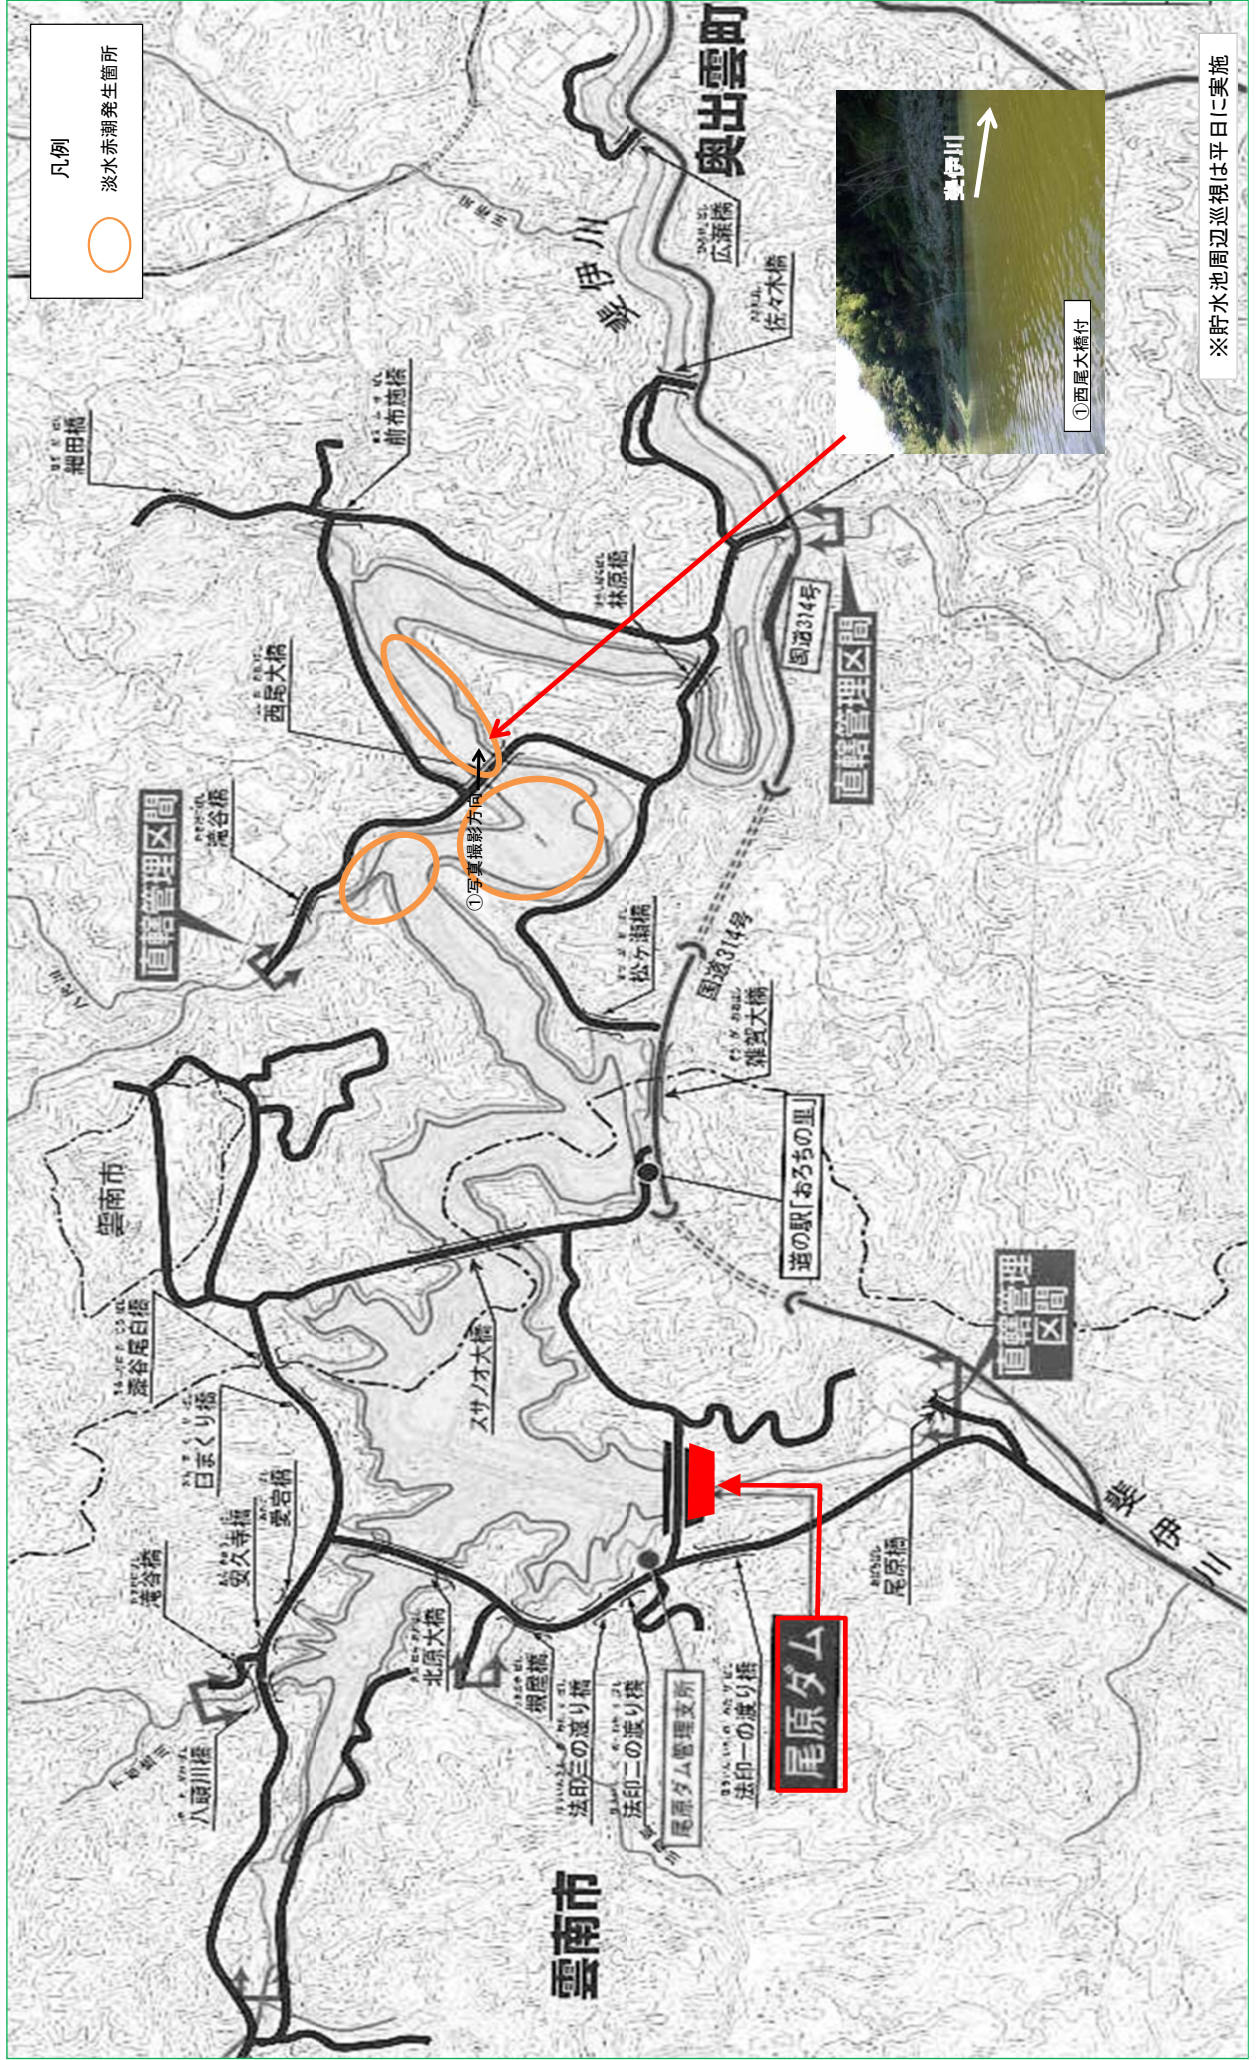 凡例
淡水赤潮発生箇所
奥出雲町
斐伊川
広瀬橋
佐々木橋
細田橋
前布施橋
林原橋
西尾大橋
直轄管理区間
滝谷橋
①写真撮影方向
国道314号
直轄管理区間
斐伊川
①西尾大橋付
※貯水池周辺巡視は平日に実施
松ヶ瀬橋
国道314号
雑賀大橋
道の駅「おろちの里」
雲南市
スサノオ大橋
日まくり橋
愛宕橋
安久寺橋
滝谷橋
八頭川橋
北原大橋
槻屋橋
法印三の渡り橋
法印二の渡り橋
尾原ダム管理支所
法印一の渡り橋
尾原ダム
尾原橋
直轄管理
区間
斐伊川
雲南市